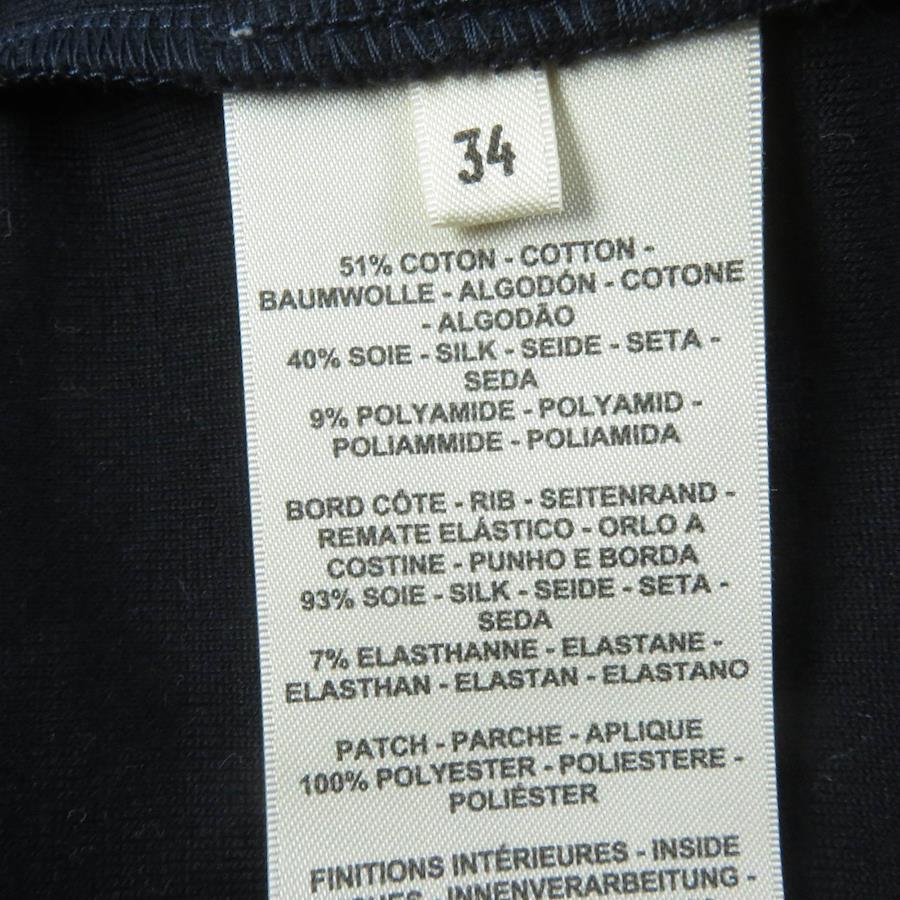 34
51% COTON - COTTON -
BAUMWOLLE - ALGODÓN - COTONE
- ALGODÃO
40% SOIE - SILK - SEIDE - SETA -
SEDA
9% POLYAMIDE - POLYAMID -
POLIAMMIDE - POLIAMIDA
BORD CÔTE - RIB - SEITENRAND -
REMATE ELÁSTICO - ORLO A
COSTINE - PUNHO E BORDA
93% SOIE - SILK - SEIDE - SETA -
SEDA
7% ELASTHANNE - ELASTANE -
ELASTHAN - ELASTAN - ELASTANO
PATCH - PARCHE - APLIQUE
100% POLYESTER - POLIESTERE -
POLIÉSTER
FINITIONS INTÉRIEURES - INSIDE
- INNENVERARBEITUNG -